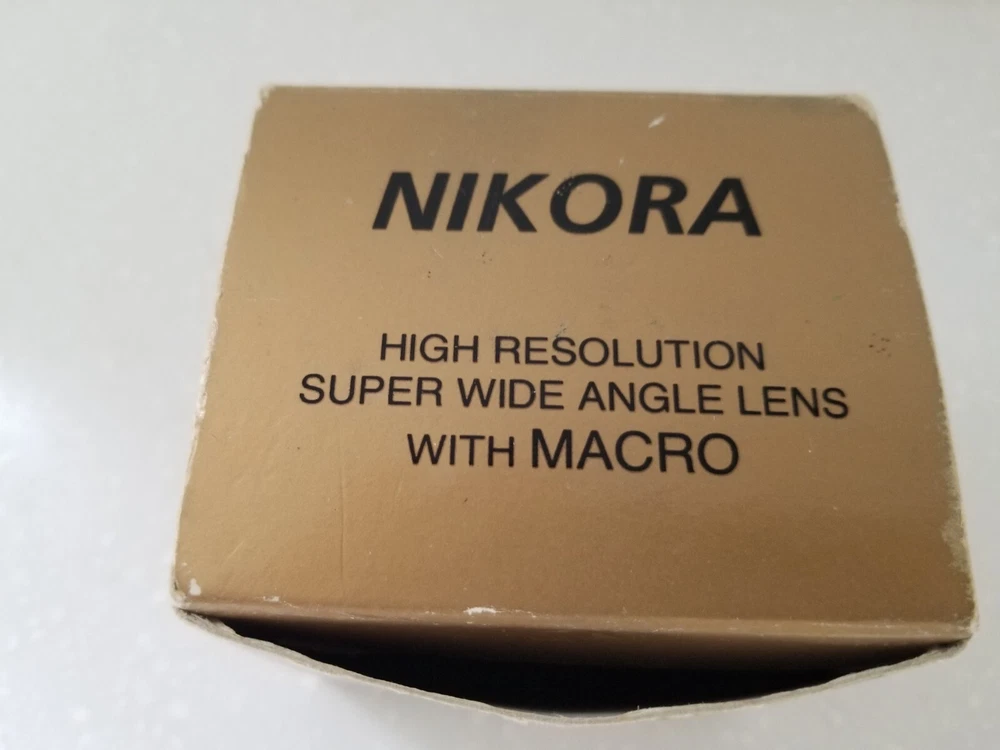 NIKORA
HIGH RESOLUTION
SUPER WIDE ANGLE LENS
WITH MACRO